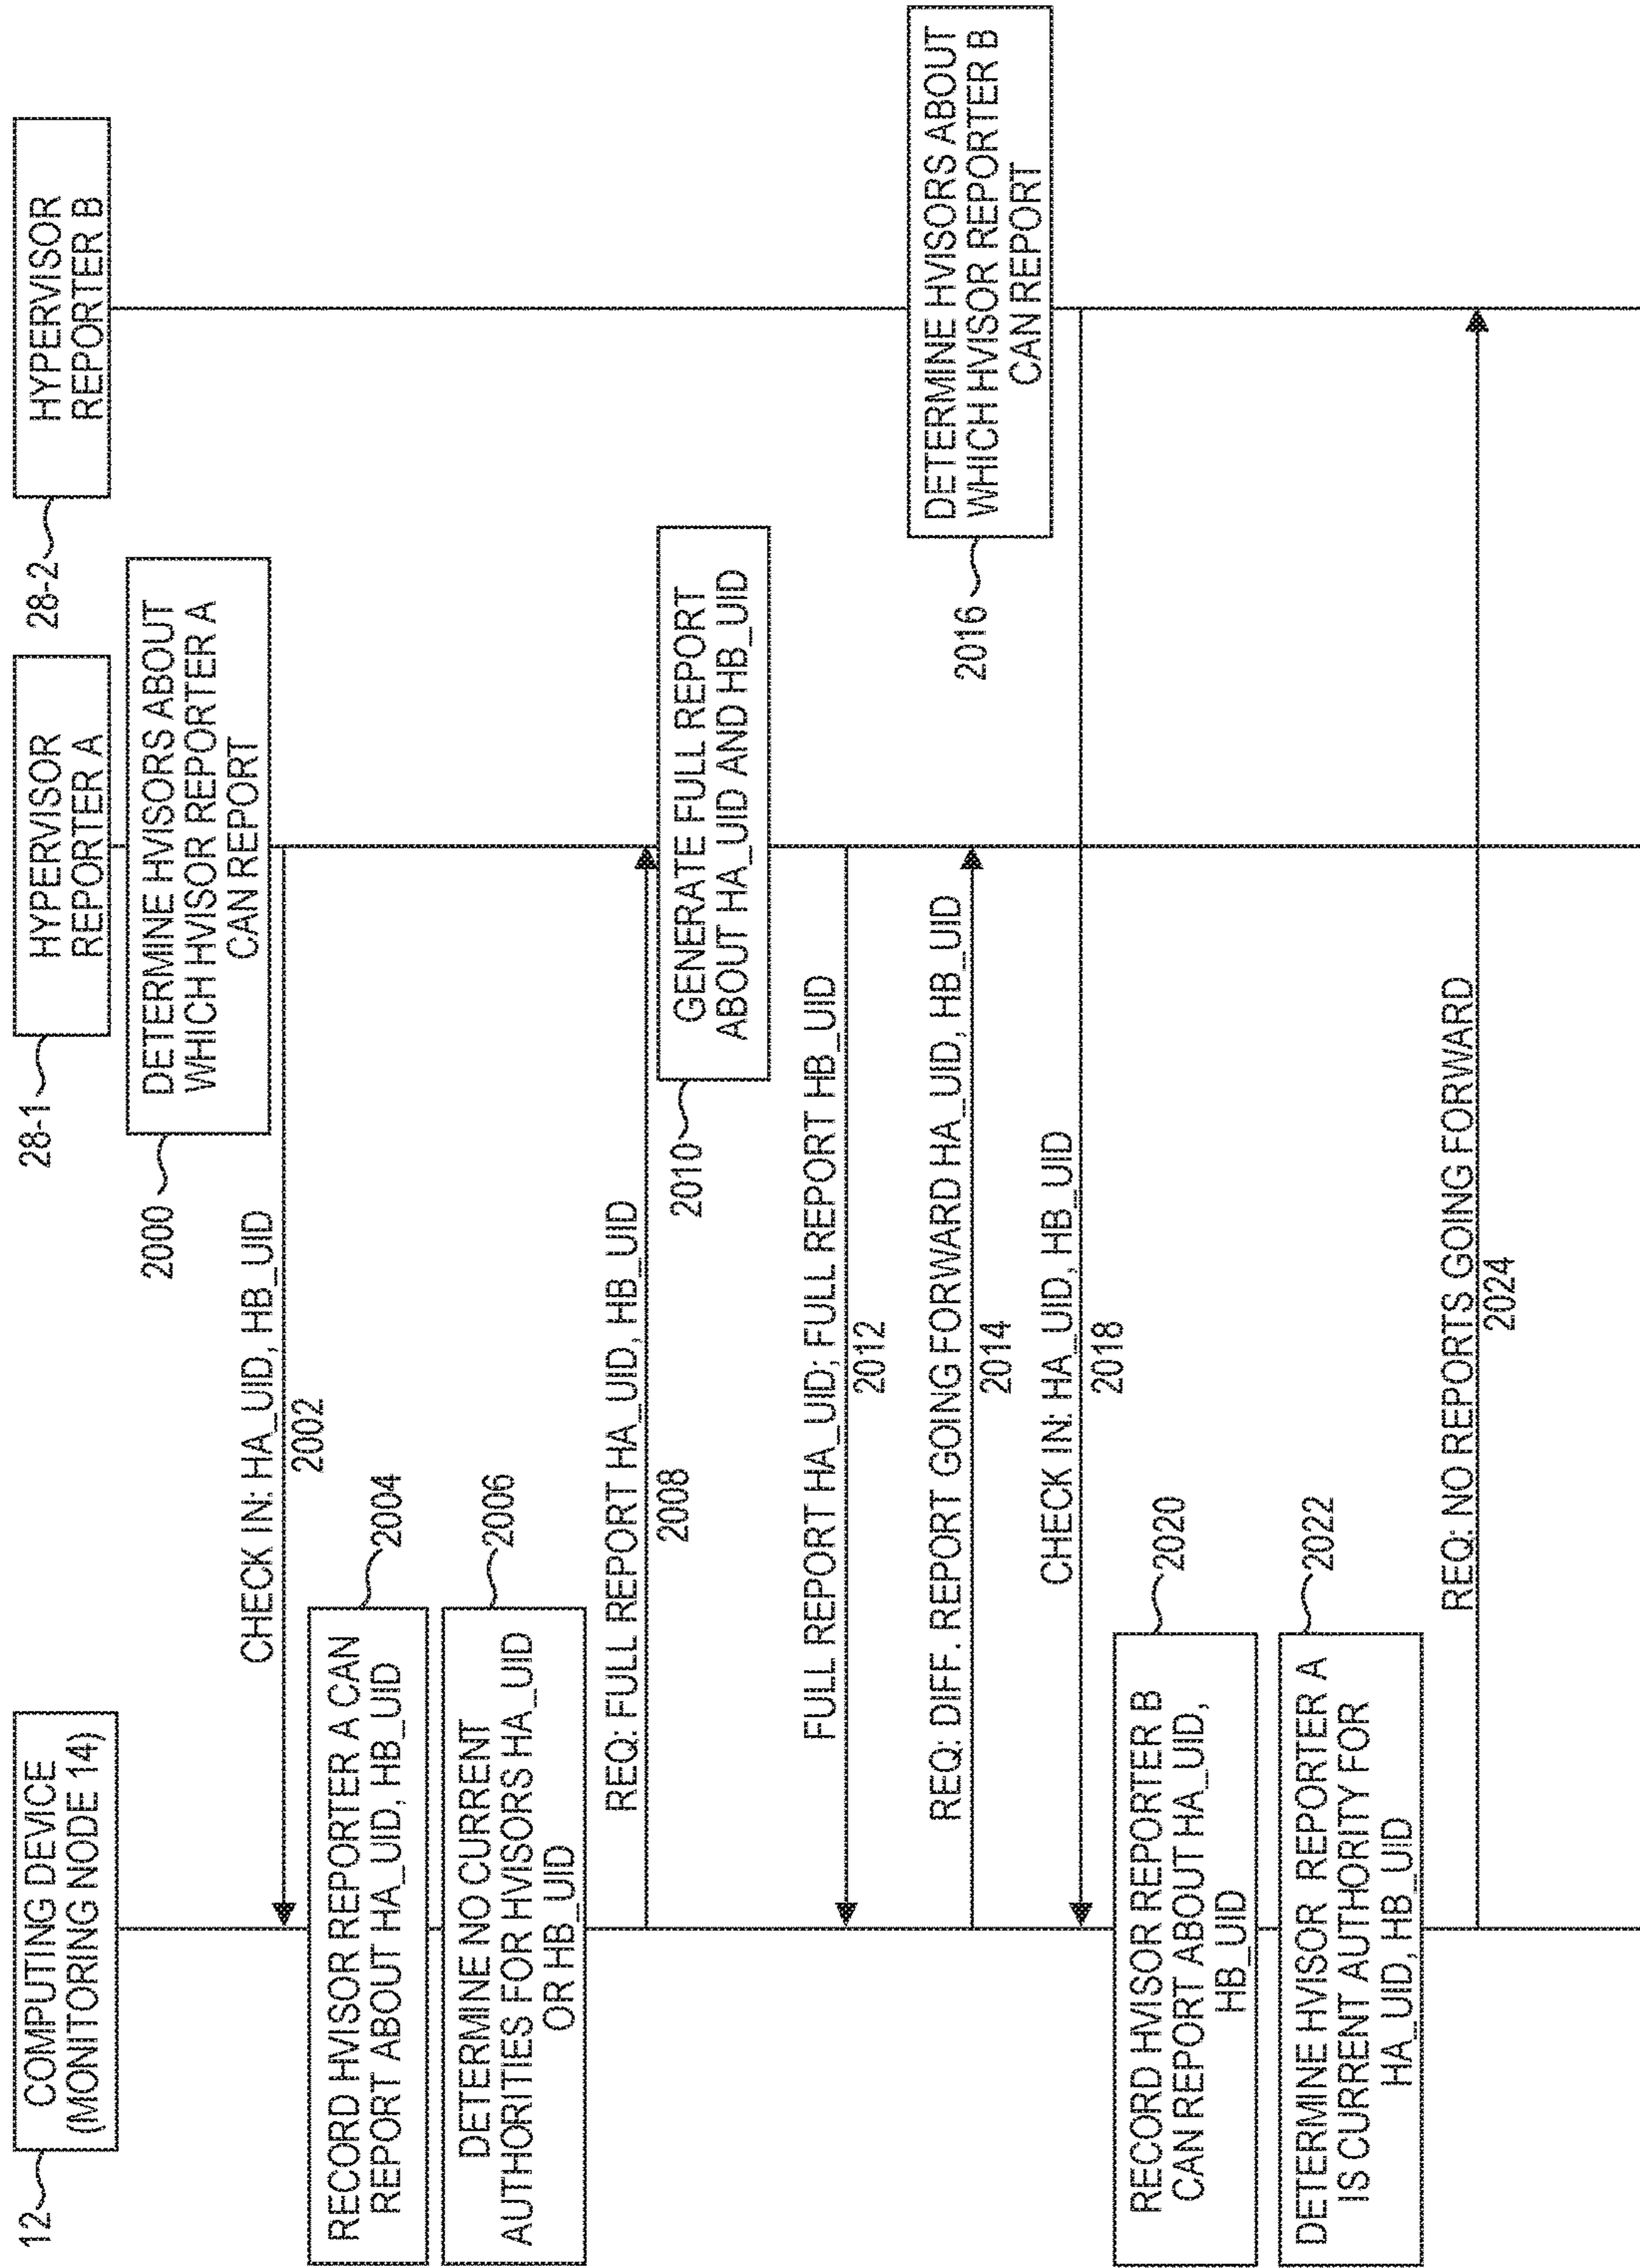 12
COMPUTING DEVICE
(MONITORING NODE 14)
28-1
HYPERVISOR
REPORTER A
28-2
HYPERVISOR
REPORTER B
2000
DETERMINE HVISORS ABOUT
WHICH HVISOR REPORTER A
CAN REPORT
CHECK IN: HA_UID, HB_UID
2002
RECORD HVISOR REPORTER A CAN
REPORT ABOUT HA_UID, HB_UID
2004
DETERMINE NO CURRENT
AUTHORITIES FOR HVISORS HA_UID
OR HB_UID
2006
REQ: FULL REPORT HA_UID, HB_UID
2008
2010
GENERATE FULL REPORT
ABOUT HA_UID AND HB_UID
FULL REPORT HA_UID; FULL REPORT HB_UID
2012
REQ: DIFF. REPORT GOING FORWARD HA_UID, HB_UID
2014
2016
DETERMINE HVISORS ABOUT
WHICH HVISOR REPORTER B
CAN REPORT
CHECK IN: HA_UID, HB_UID
2018
RECORD HVISOR REPORTER B
CAN REPORT ABOUT HA_UID,
HB_UID
2020
DETERMINE HVISOR REPORTER A
IS CURRENT AUTHORITY FOR
HA_UID, HB_UID
2022
REQ: NO REPORTS GOING FORWARD
2024